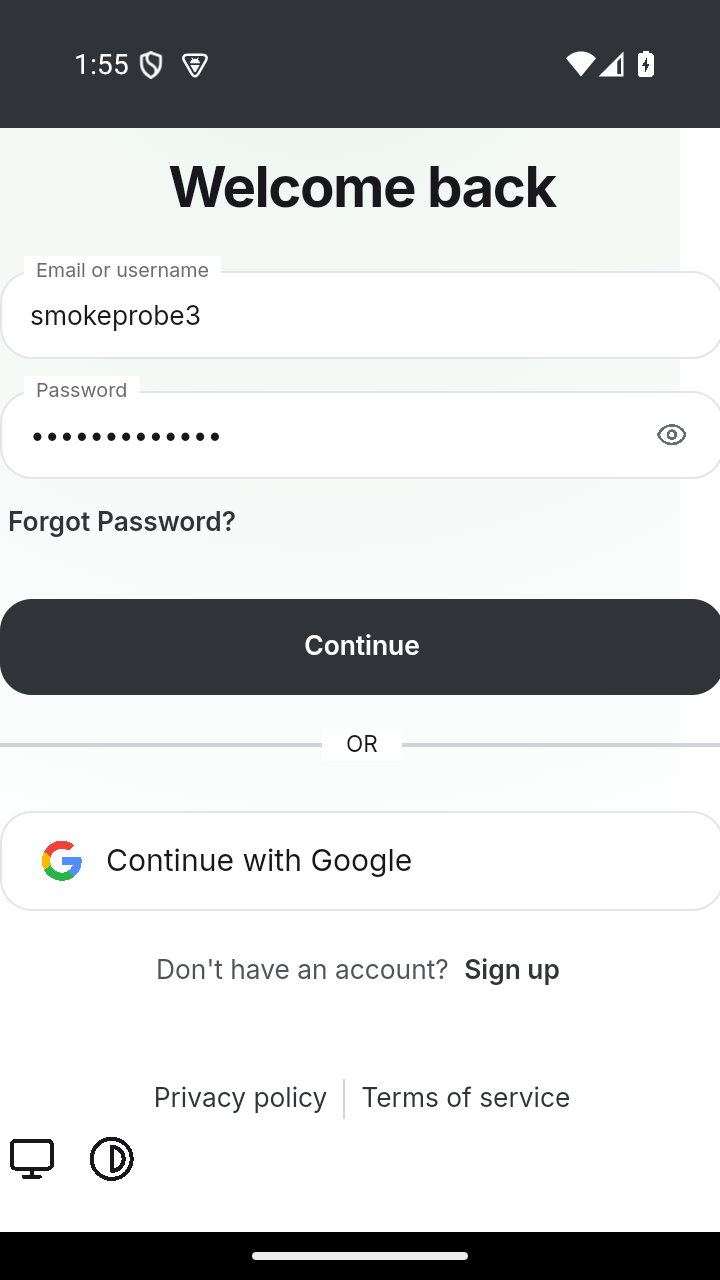 1:55
Welcome back
Email or username
smokeprobe3
Password
•••••••••••••
Forgot Password?
Continue
OR
Continue with Google
Don't have an account? Sign up
Privacy policy
Terms of service